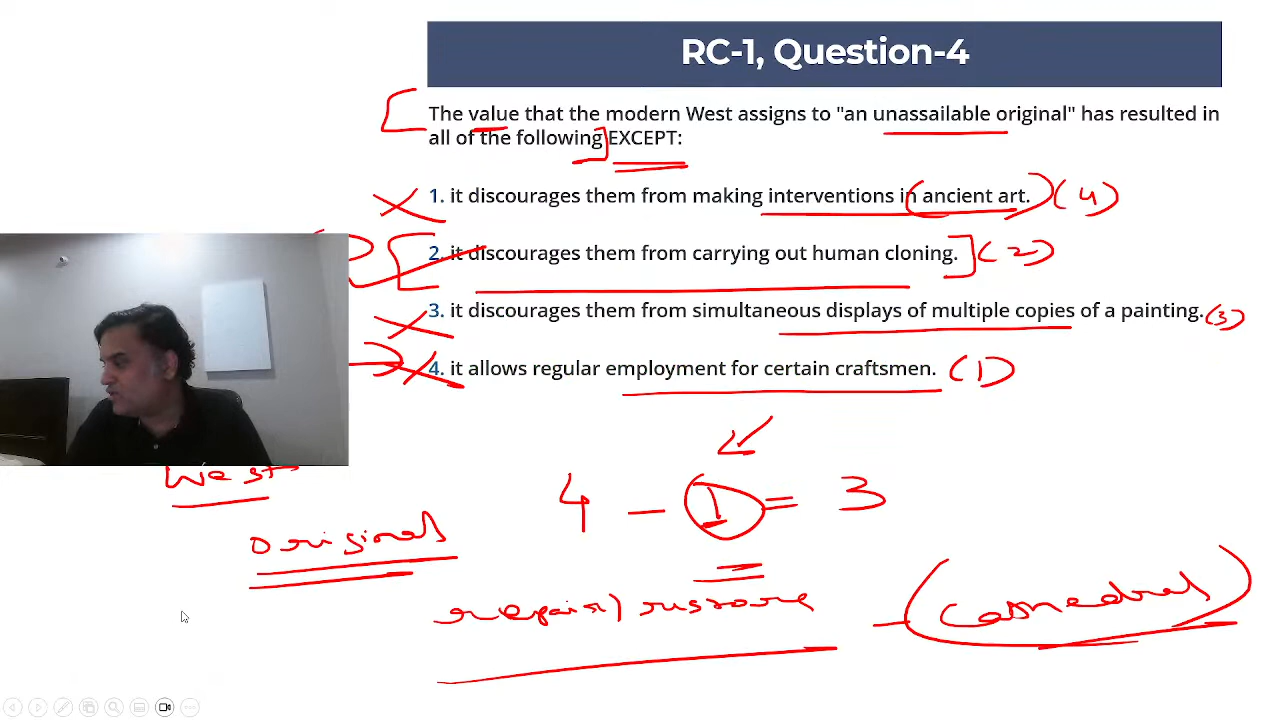 RC-1, Question-4
The value that the modern West assigns to "an unassailable original" has resulted in
all of the following EXCEPT:
1. it discourages them from making interventions in ancient art. (4)
2. it discourages them from carrying out human cloning. (2)
3. it discourages them from simultaneous displays of multiple copies of a painting. (3)
4. it allows regular employment for certain craftsmen. (1)
West
4 - 1 = 3
original
repair) restore
(Cathedral)